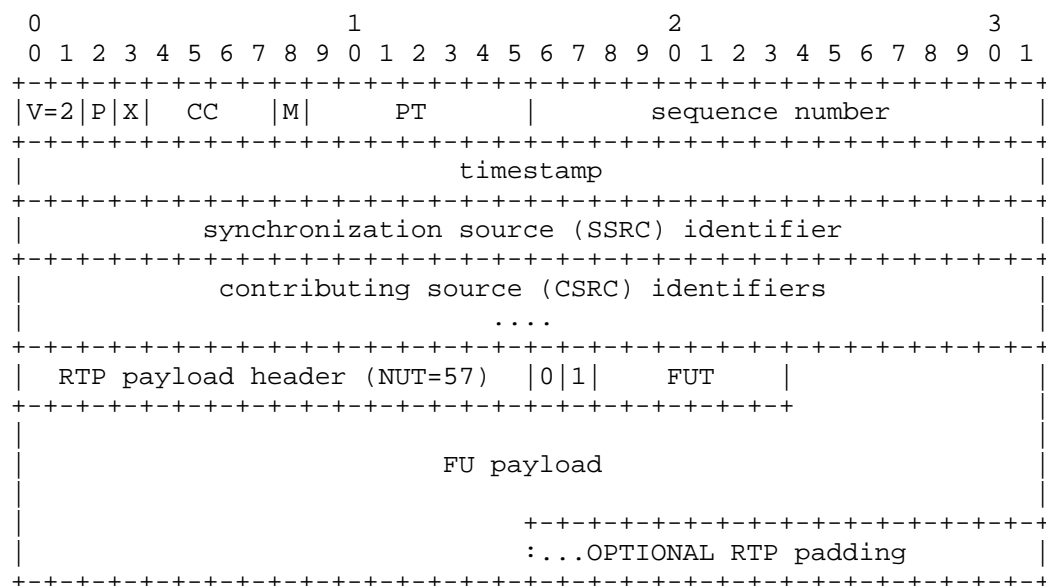 0                   1                   2                   3
 0 1 2 3 4 5 6 7 8 9 0 1 2 3 4 5 6 7 8 9 0 1 2 3 4 5 6 7 8 9 0 1
+-+-+-+-+-+-+-+-+-+-+-+-+-+-+-+-+-+-+-+-+-+-+-+-+-+-+-+-+-+-+-+-+
|V=2|P|X|  CC   |M|     PT      |       sequence number         |
+-+-+-+-+-+-+-+-+-+-+-+-+-+-+-+-+-+-+-+-+-+-+-+-+-+-+-+-+-+-+-+-+
|                           timestamp                           |
+-+-+-+-+-+-+-+-+-+-+-+-+-+-+-+-+-+-+-+-+-+-+-+-+-+-+-+-+-+-+-+-+
|           synchronization source (SSRC) identifier            |
+-+-+-+-+-+-+-+-+-+-+-+-+-+-+-+-+-+-+-+-+-+-+-+-+-+-+-+-+-+-+-+-+
|            contributing source (CSRC) identifiers             |
|                             ....                              |
+-+-+-+-+-+-+-+-+-+-+-+-+-+-+-+-+-+-+-+-+-+-+-+-+-+-+-+-+-+-+-+-+
|  RTP payload header (NUT=57)  |0|1|    FUT    |               |
+-+-+-+-+-+-+-+-+-+-+-+-+-+-+-+-+-+-+-+-+-+-+-+-+               |
|                                                               |
|                          FU payload                           |
|                                                               |
|                               +-+-+-+-+-+-+-+-+-+-+-+-+-+-+-+-+
|                               :...OPTIONAL RTP padding        |
+-+-+-+-+-+-+-+-+-+-+-+-+-+-+-+-+-+-+-+-+-+-+-+-+-+-+-+-+-+-+-+-+